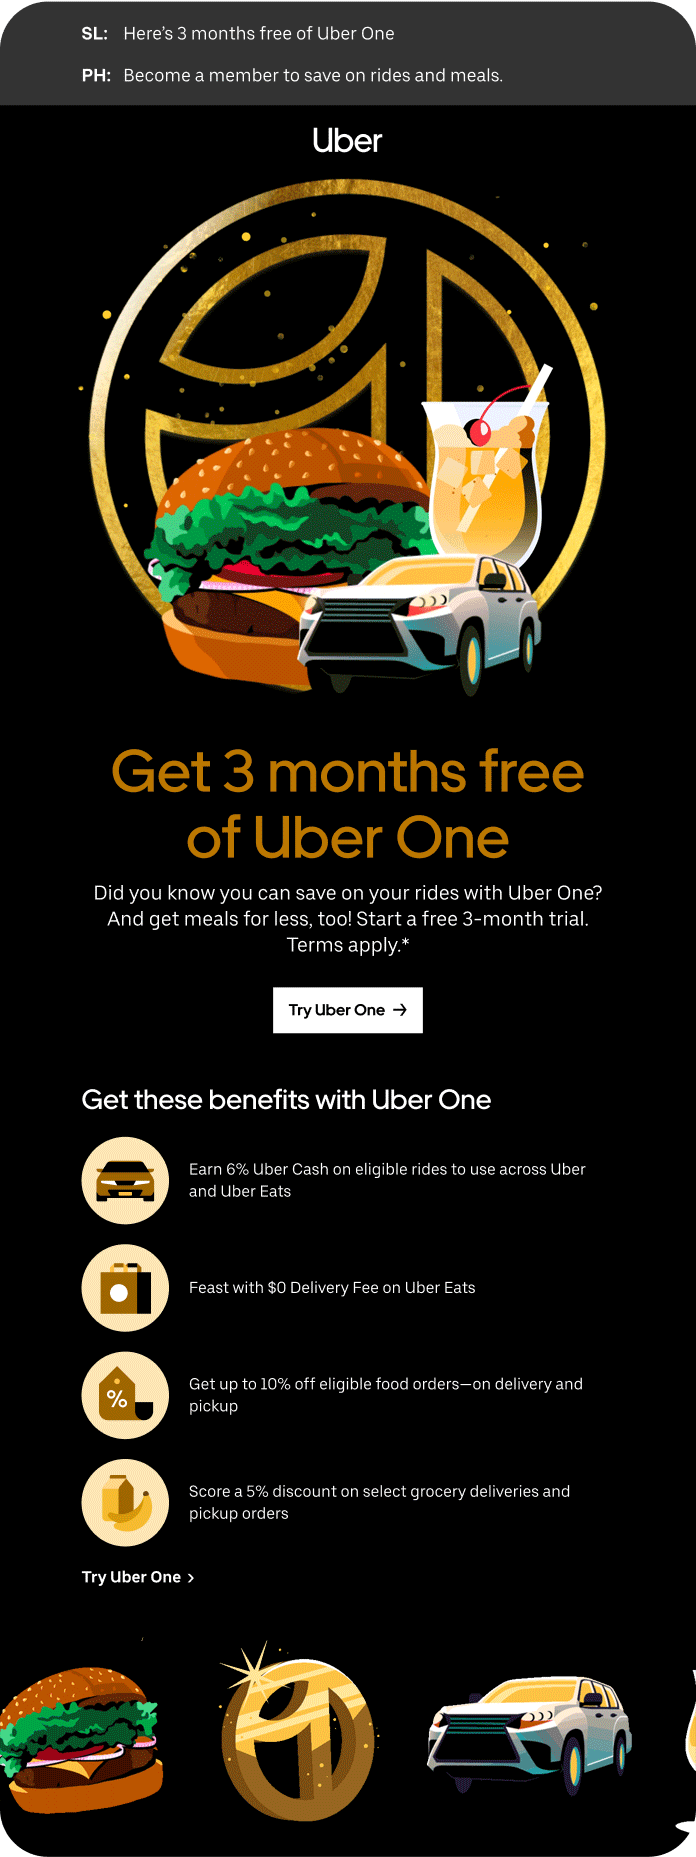 SL: Here's 3 months free of Uber One
PH: Become a member to save on rides and meals.
Uber
Get 3 months free
of Uber One
Did you know you can save on your rides with Uber One?
And get meals for less, too! Start a free 3-month trial.
Terms apply.*
Try Uber One →
Get these benefits with Uber One
Earn 6% Uber Cash on eligible rides to use across Uber
and Uber Eats
Feast with $0 Delivery Fee on Uber Eats
%
Get up to 10% off eligible food orders—on delivery and
pickup
Score a 5% discount on select grocery deliveries and
pickup orders
Try Uber One >